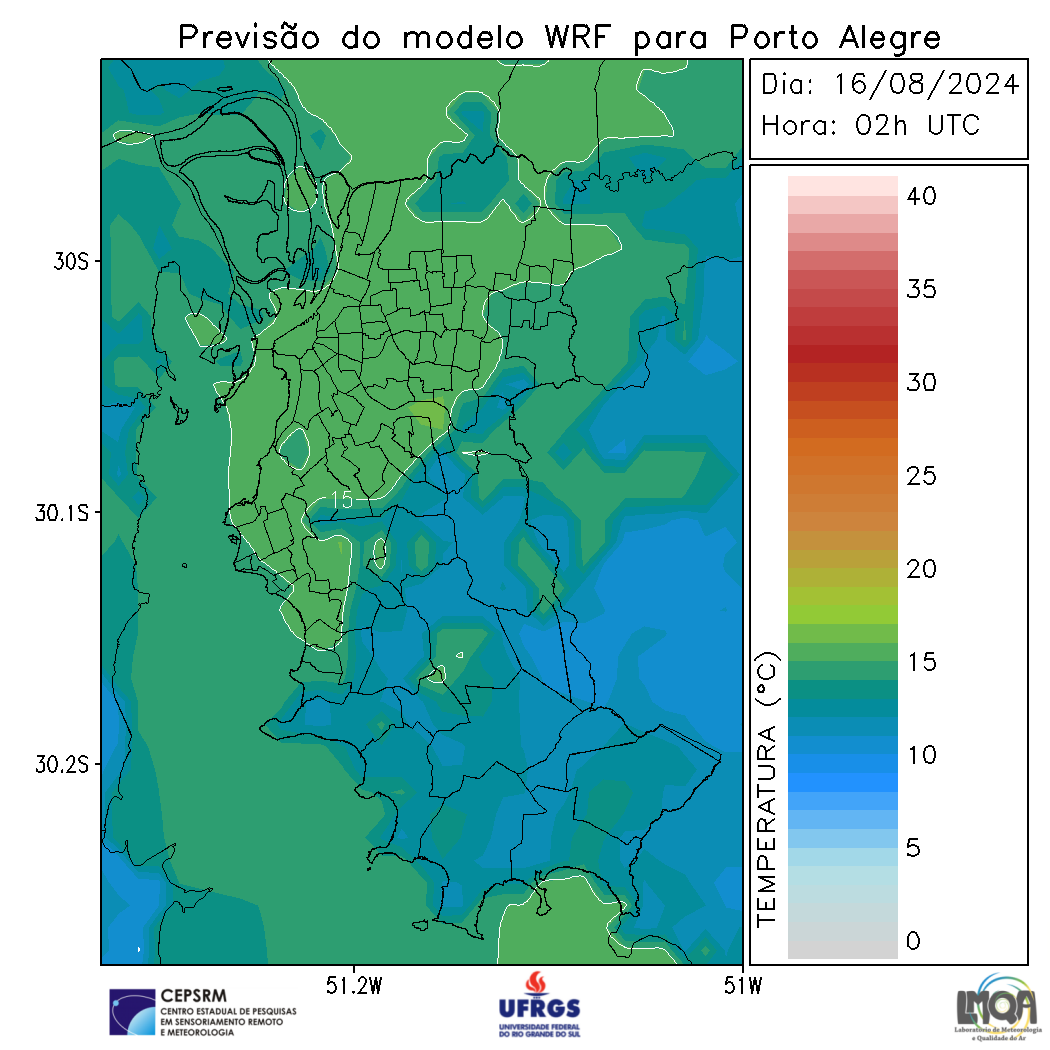 Previsão do modelo WRF para Porto Alegre
Dia: 16/08/2024
Hora: 02h UTC
40
35
30
25
20
15
10
5
0
TEMPERATURA (°C)
30S
30.1S
30.2S
15
51.2W
51W
CEPSRM
CENTRO ESTADUAL DE PESQUISAS
EM SENSORIAMENTO REMOTO
E METEOROLOGIA
UFRGS
UNIVERSIDADE FEDERAL
DO RIO GRANDE DO SUL
LMQA
Laboratório de Meteorologia
e Qualidade do Ar